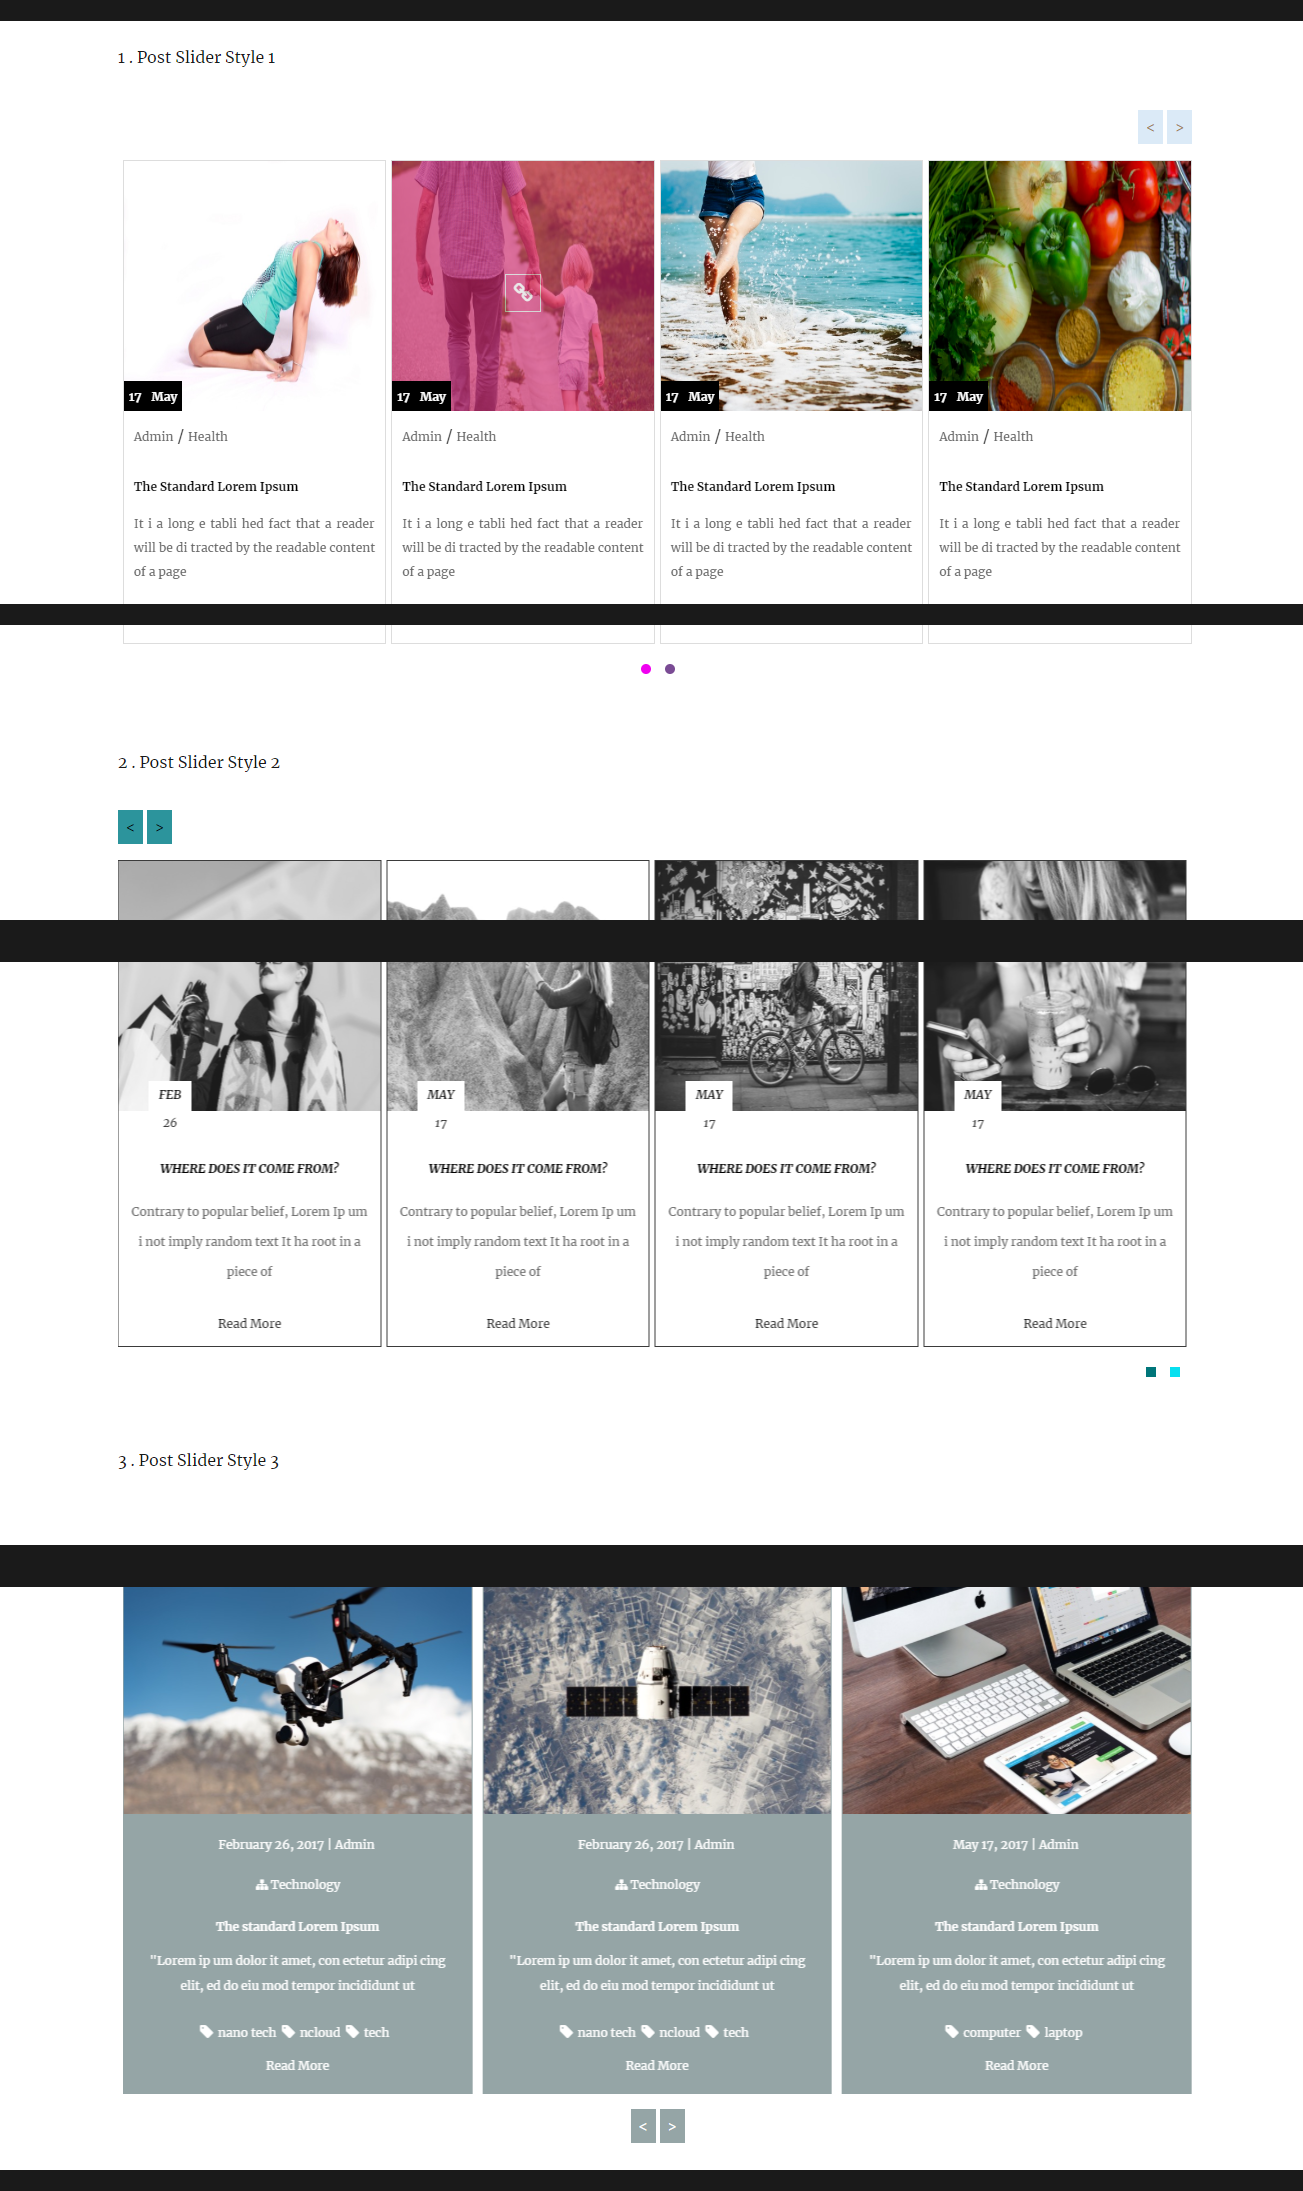 1 . Post Slider Style 1
< >
17 May
17 May
17 May
17 May
Admin / Health
Admin / Health
Admin / Health
Admin / Health
The Standard Lorem Ipsum
The Standard Lorem Ipsum
The Standard Lorem Ipsum
The Standard Lorem Ipsum
It i a long e tabli hed fact that a reader
will be di tracted by the readable content
of a page
It i a long e tabli hed fact that a reader
will be di tracted by the readable content
of a page
It i a long e tabli hed fact that a reader
will be di tracted by the readable content
of a page
It i a long e tabli hed fact that a reader
will be di tracted by the readable content
of a page
2 . Post Slider Style 2
< >
FEB
26
MAY
17
MAY
17
MAY
17
WHERE DOES IT COME FROM?
WHERE DOES IT COME FROM?
WHERE DOES IT COME FROM?
WHERE DOES IT COME FROM?
Contrary to popular belief, Lorem Ip um
i not imply random text It ha root in a
piece of
Contrary to popular belief, Lorem Ip um
i not imply random text It ha root in a
piece of
Contrary to popular belief, Lorem Ip um
i not imply random text It ha root in a
piece of
Contrary to popular belief, Lorem Ip um
i not imply random text It ha root in a
piece of
Read More
Read More
Read More
Read More
3 . Post Slider Style 3
February 26, 2017 | Admin
Technology
The standard Lorem Ipsum
"Lorem ip um dolor it amet, con ectetur adipi cing
elit, ed do eiu mod tempor incididunt ut
nano tech ncloud tech
Read More
February 26, 2017 | Admin
Technology
The standard Lorem Ipsum
"Lorem ip um dolor it amet, con ectetur adipi cing
elit, ed do eiu mod tempor incididunt ut
nano tech ncloud tech
Read More
May 17, 2017 | Admin
Technology
The standard Lorem Ipsum
"Lorem ip um dolor it amet, con ectetur adipi cing
elit, ed do eiu mod tempor incididunt ut
computer laptop
Read More
< >